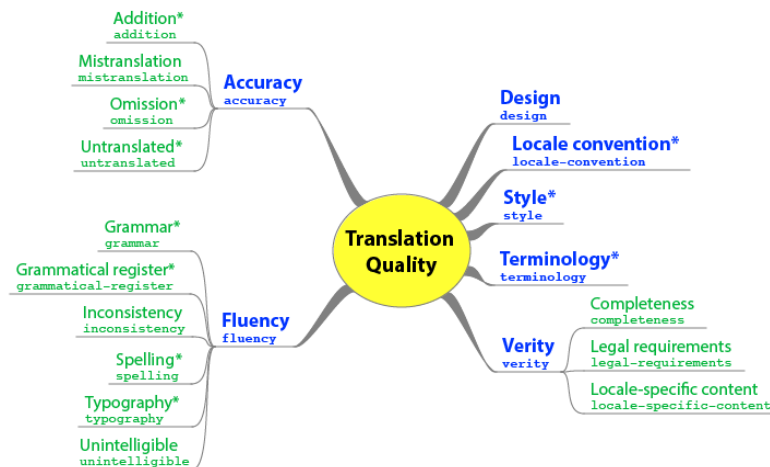 Addition*
addition
Mistranslation
mistranslation
Omission*
omission
Untranslated*
untranslated
Accuracy
accuracy
Grammar*
grammar
Grammatical register*
grammatical-register
Inconsistency
inconsistency
Spelling*
spelling
Typography*
typography
Unintelligible
unintelligible
Fluency
fluency
Translation
Quality
Design
design
Locale convention*
locale-convention
Style*
style
Terminology*
terminology
Verity
verity
Completeness
completeness
Legal requirements
legal-requirements
Locale-specific content
locale-specific-content